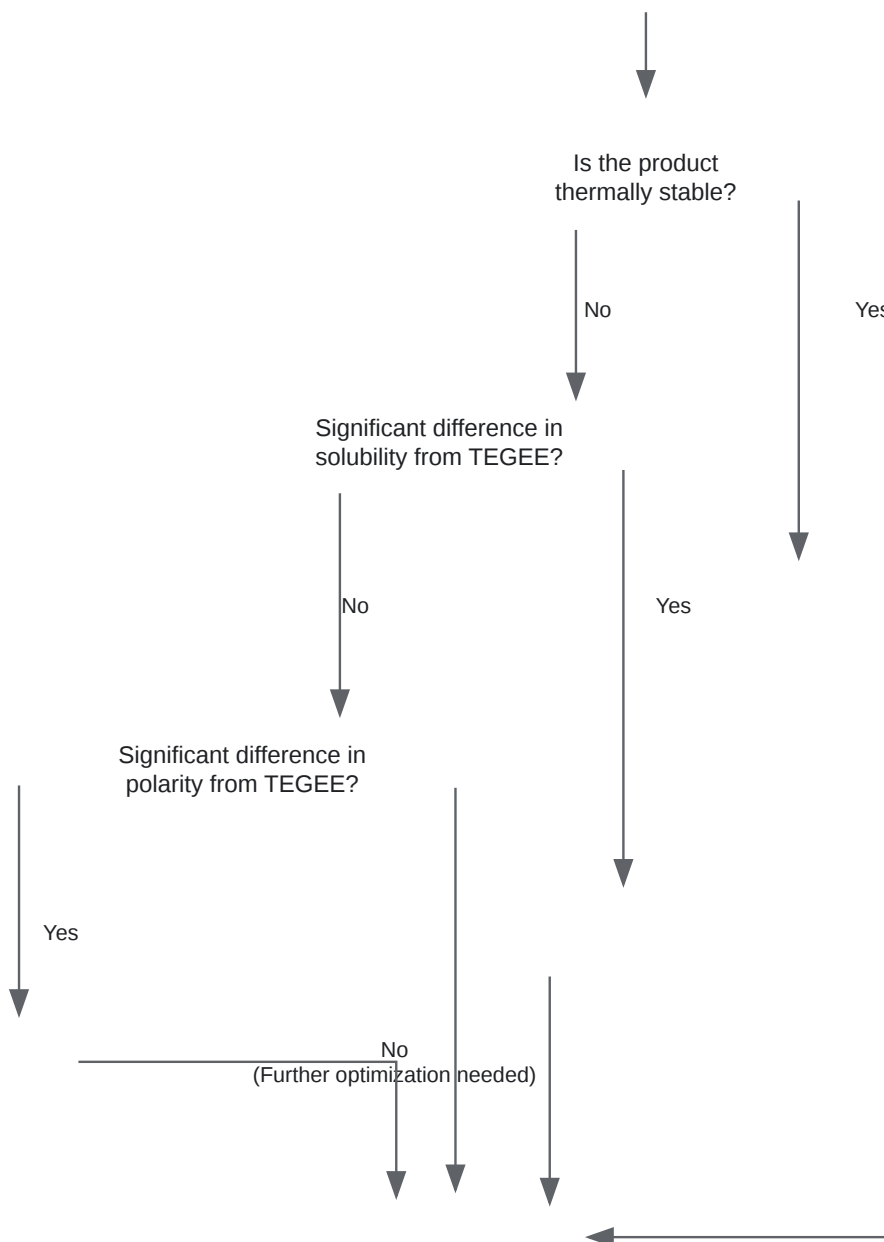 Is the product
thermally stable?
No
Yes
Significant difference in
solubility from TEGEE?
No
Yes
Significant difference in
polarity from TEGEE?
Yes
No
(Further optimization needed)